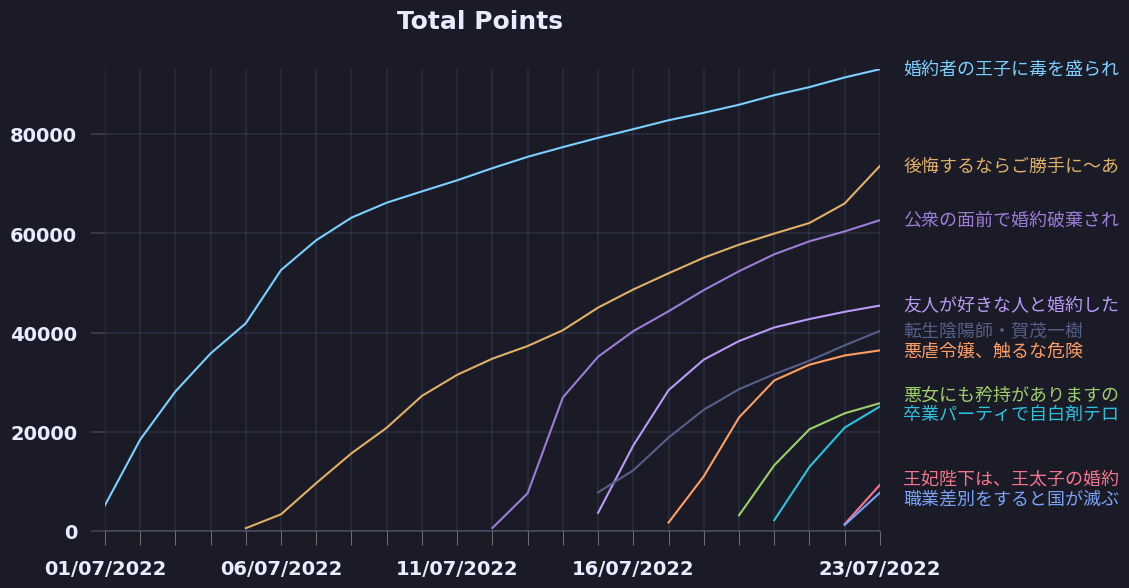 Total Points
婚約者の王子に毒を盛られ
80000
後悔するならご勝手に～あ
60000
公衆の面前で婚約破棄され
友人が好きな人と婚約した
40000
転生陰陽師・賀茂一樹
悪虐令嬢、触るな危険
悪女にも矜持がありますの
20000
卒業パーティで自白剤テロ
王妃陛下は、王太子の婚約
職業差別をすると国が滅ぶ
0
01/07/2022 06/07/2022 11/07/2022 16/07/2022 23/07/2022